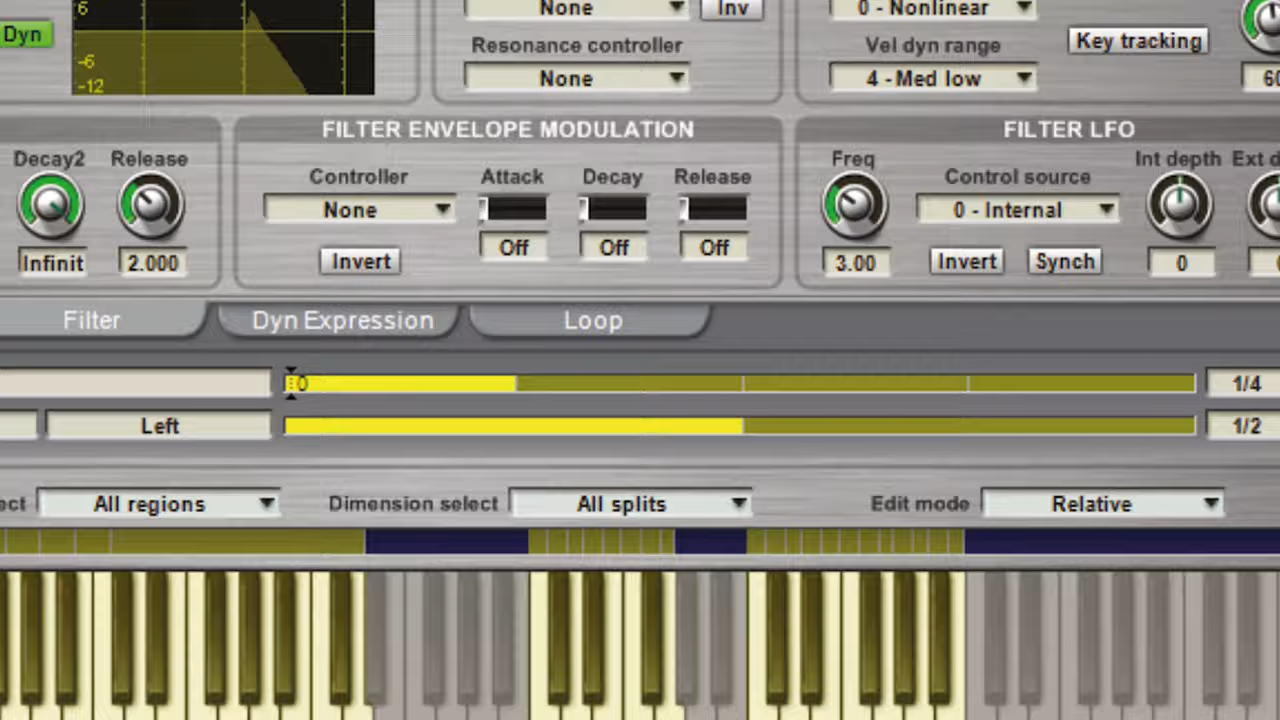 6
None
Inv
0 - Nonlinear
Dyn
Resonance controller
Vel dyn range
Key tracking
-6
None
4 - Med low
-12
FILTER ENVELOPE MODULATION
FILTER LFO
Decay2 Release
Controller
Attack Decay Release
Freq
Control source
Int depth
None
0 - Internal
Off Off Off
Infinit 2.000
Invert
3.00
Invert
Synch
0
Filter
Dyn Expression
Loop
0
1/4
Left
1/2
All regions
Dimension select
All splits
Edit mode
Relative